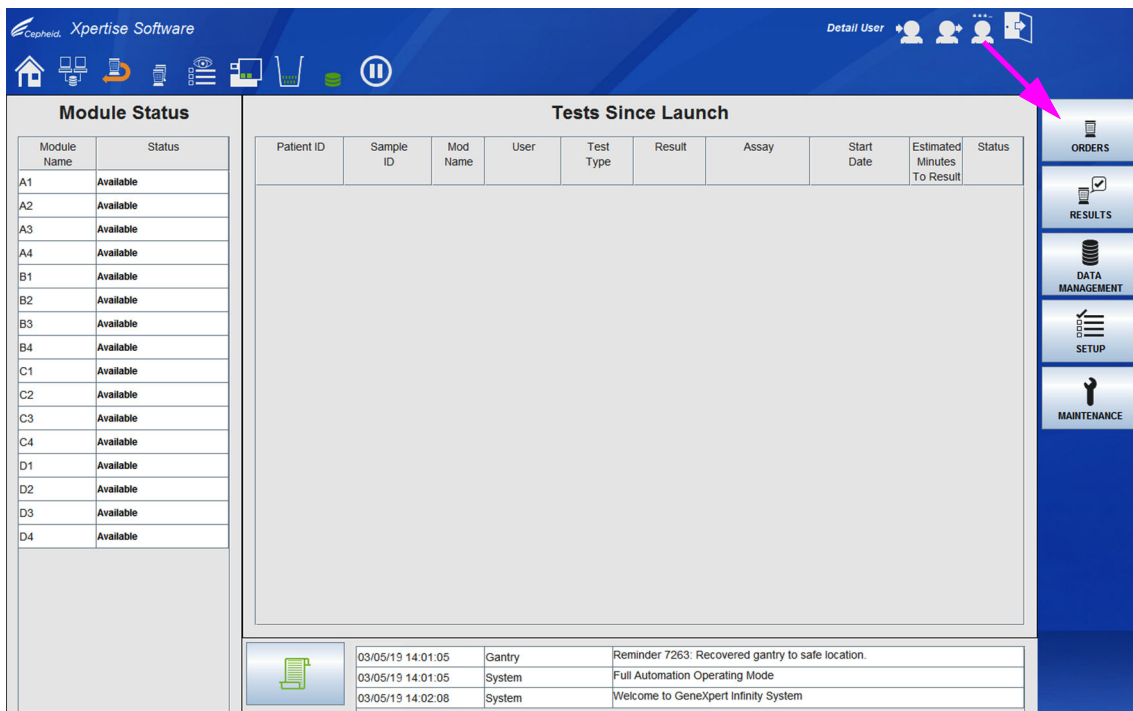 Cepheid. Xpertise Software
Detail User
Module Status
Module Name
Status
A1 Available
A2 Available
A3 Available
A4 Available
B1 Available
B2 Available
B3 Available
B4 Available
C1 Available
C2 Available
C3 Available
C4 Available
D1 Available
D2 Available
D3 Available
D4 Available
Tests Since Launch
Patient ID
Sample ID
Mod Name
User
Test Type
Result
Assay
Start Date
Estimated Minutes To Result
Status
03/05/19 14:01:05 Gantry Reminder 7263: Recovered gantry to safe location.
03/05/19 14:01:05 System Full Automation Operating Mode
03/05/19 14:02:08 System Welcome to GeneXpert Infinity System
ORDERS
RESULTS
DATA
MANAGEMENT
SETUP
MAINTENANCE